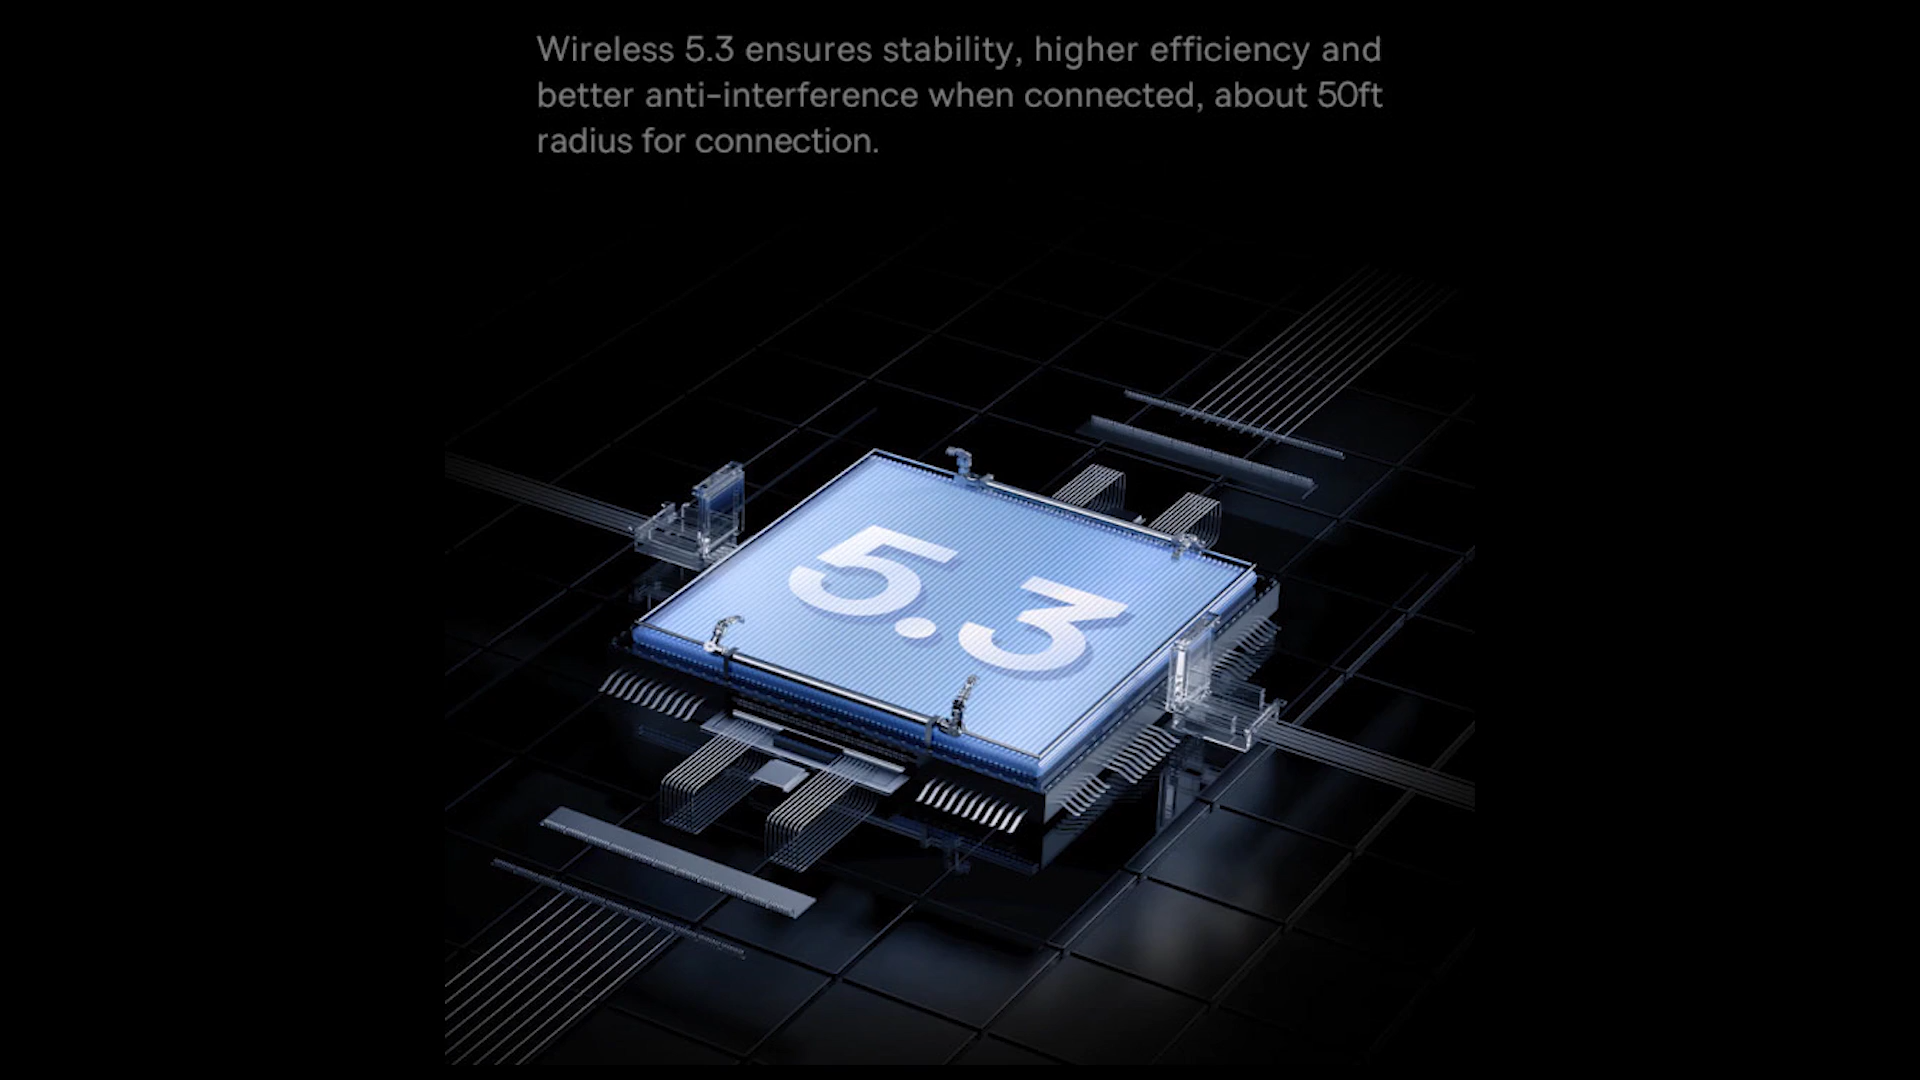 Wireless 5.3 ensures stability, higher efficiency and
better anti-interference when connected, about 50ft
radius for connection.
5.3